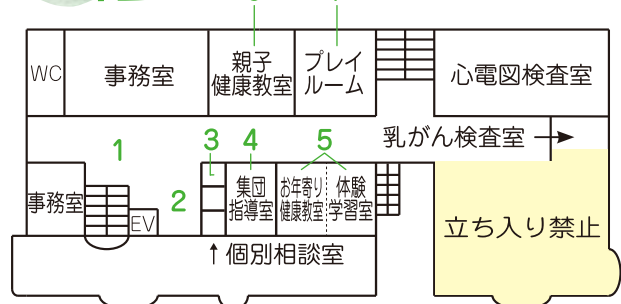 WC
事務室
親子
健康教室
プレイ
ルーム
心電図検査室
乳がん検査室
1
3
4
5
事務室
2
EV
集団
指導室
お年寄り
健康教室
体験
学習室
立ち入り禁止
個別相談室